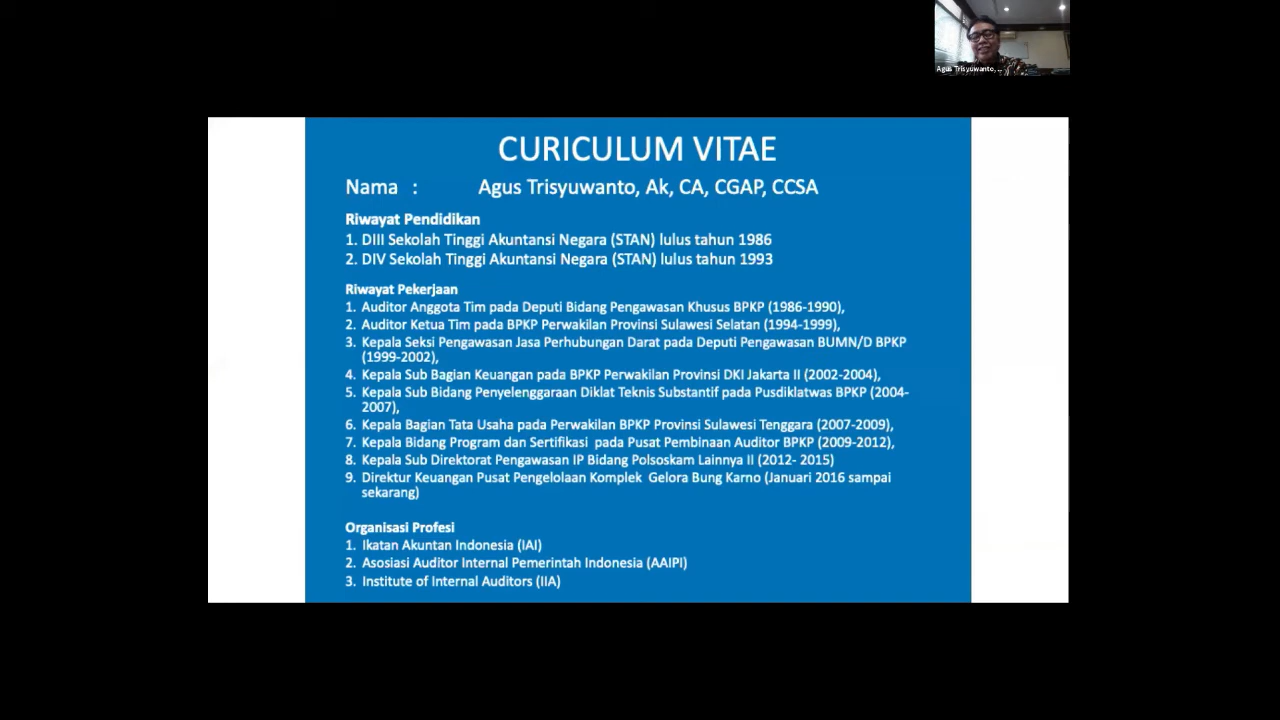 Agus Trisyuwanto, ...
CURICULUM VITAE
Nama : Agus Trisyuwanto, Ak, CA, CGAP, CCSA
Riwayat Pendidikan
1. DIII Sekolah Tinggi Akuntansi Negara (STAN) lulus tahun 1986
2. DIV Sekolah Tinggi Akuntansi Negara (STAN) lulus tahun 1993
Riwayat Pekerjaan
1. Auditor Anggota Tim pada Deputi Bidang Pengawasan Khusus BPKP (1986-1990),
2. Auditor Ketua Tim pada BPKP Perwakilan Provinsi Sulawesi Selatan (1994-1999),
3. Kepala Seksi Pengawasan Jasa Perhubungan Darat pada Deputi Pengawasan BUMN/D BPKP
(1999-2002),
4. Kepala Sub Bagian Keuangan pada BPKP Perwakilan Provinsi DKI Jakarta II (2002-2004),
5. Kepala Sub Bidang Penyelenggaraan Diklat Teknis Substantif pada Pusdiklatwas BPKP (2004-
2007),
6. Kepala Bagian Tata Usaha pada Perwakilan BPKP Provinsi Sulawesi Tenggara (2007-2009),
7. Kepala Bidang Program dan Sertifikasi pada Pusat Pembinaan Auditor BPKP (2009-2012),
8. Kepala Sub Direktorat Pengawasan IP Bidang Polsoskam Lainnya II (2012- 2015)
9. Direktur Keuangan Pusat Pengelolaan Komplek Gelora Bung Karno (Januari 2016 sampai
sekarang)
Organisasi Profesi
1. Ikatan Akuntan Indonesia (IAI)
2. Asosiasi Auditor Internal Pemerintah Indonesia (AAIPI)
3. Institute of Internal Auditors (IIA)